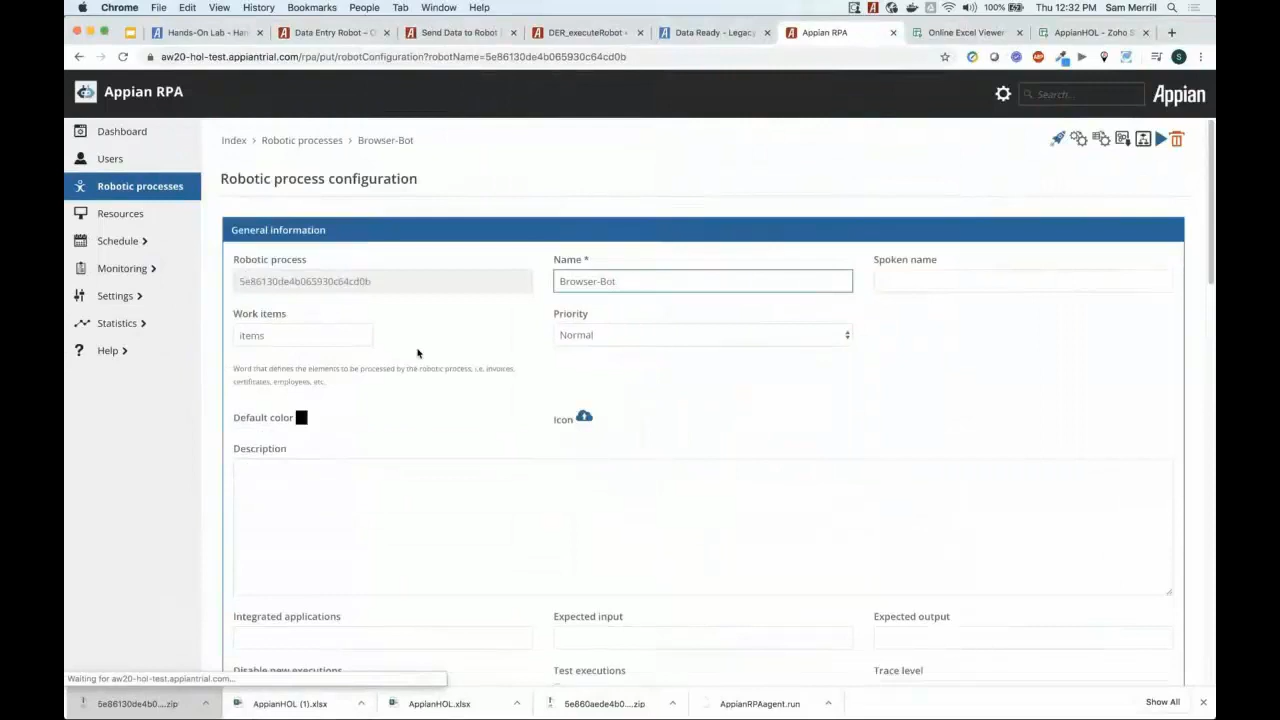 Chrome File Edit View History Bookmarks People Tab Window Help 100% Thu 12:32 PM Sam Merrill
Hands-On Lab - Han Data Entry Robot – O Send Data to Robot DER_executeRobot Data Ready - Legacy Appian RPA Online Excel Viewer AppianHOL - Zoho S
aw20-hol-test.appiantrial.com/rpa/put/robotConfiguration?robotName=5e86130de4b065930c64cd0b
Appian RPA Search... Appian
Dashboard
Users
Robotic processes
Resources
Schedule
Monitoring
Settings
Statistics
Help
Index > Robotic processes > Browser-Bot
Robotic process configuration
General information
Robotic process Name * Spoken name
5e86130de4b065930c64cd0b Browser-Bot
Work items Priority
items Normal
Word that defines the elements to be processed by the robotic process, i.e. invoices,
certificates, employees, etc.
Default color Icon
Description
Integrated applications Expected input Expected output
Disable new executions Test executions Trace level
Waiting for aw20-hol-test.appiantrial.com...
5e86130de4b0....zip AppianHOL (1).xlsx AppianHOL.xlsx 5e860aede4b0....zip AppianRPAagent.run Show All